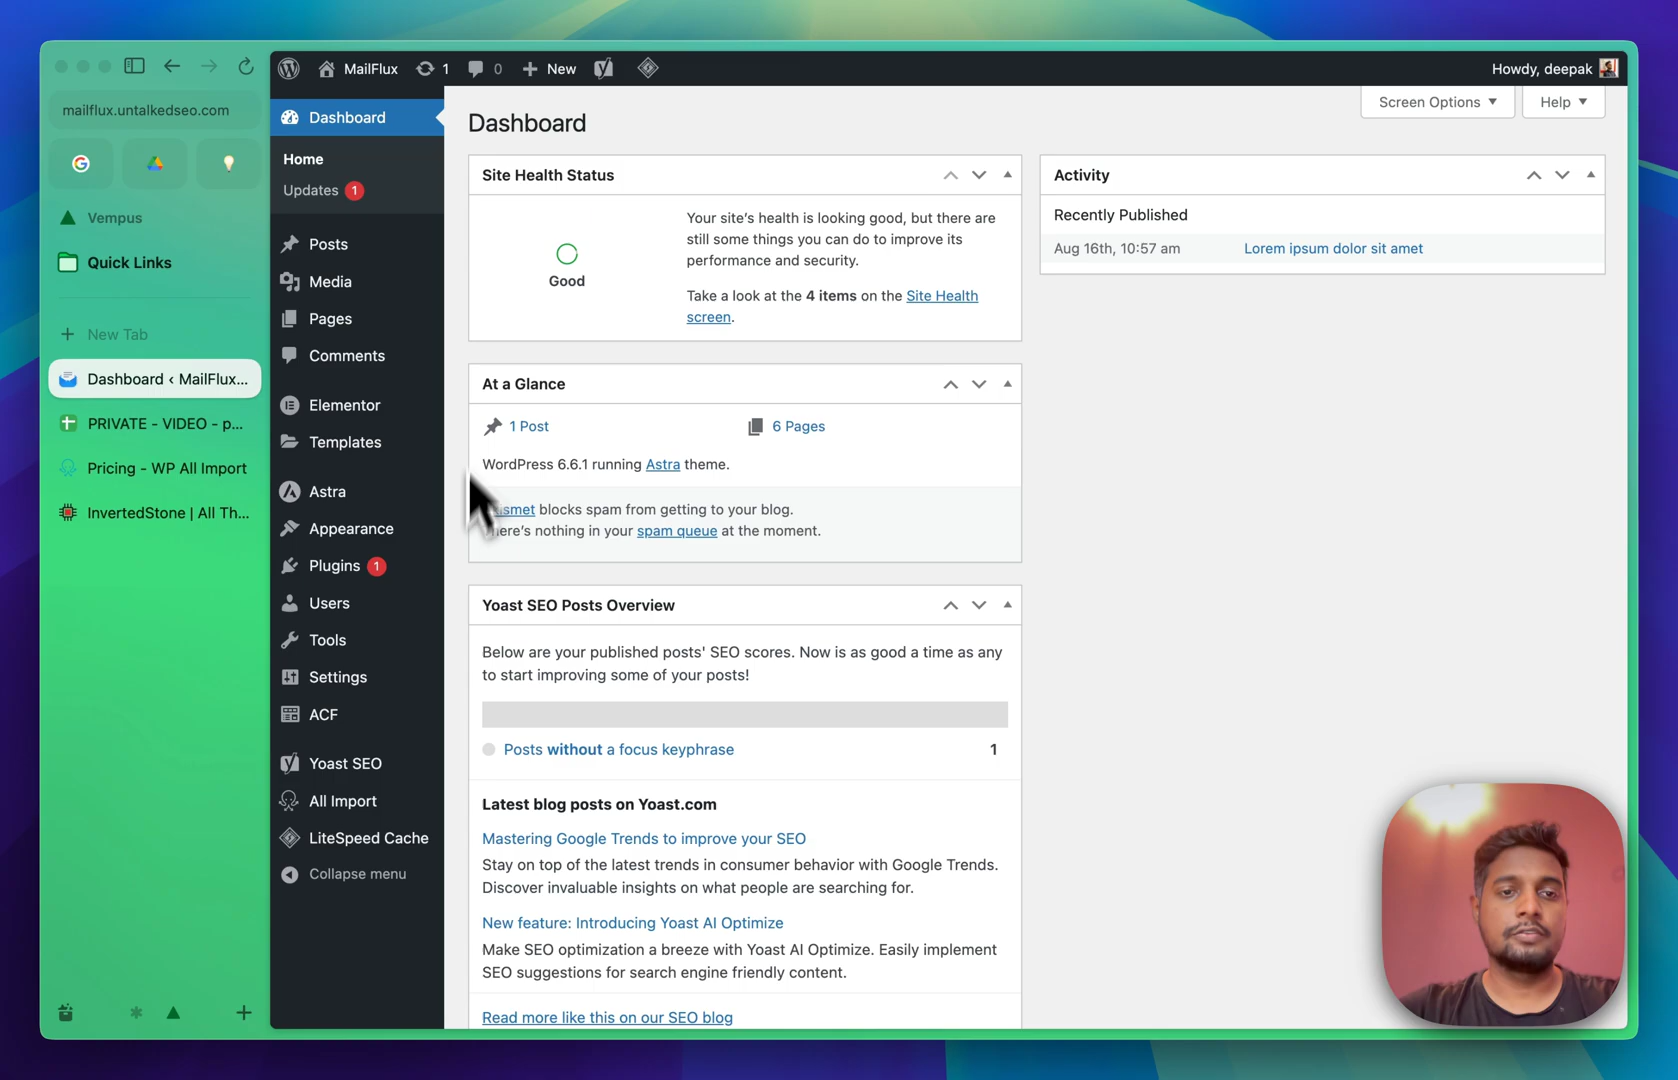 mailflux.untalkedseo.com
Vempus
Quick Links
New Tab
Dashboard ‹ MailFlux...
PRIVATE - VIDEO - p...
Pricing - WP All Import
InvertedStone | All Th...
MailFlux
1
0
New
Howdy, deepak
Dashboard
Home
Updates 1
Posts
Media
Pages
Comments
Elementor
Templates
Astra
Appearance
Plugins 1
Users
Tools
Settings
ACF
Yoast SEO
All Import
LiteSpeed Cache
Collapse menu
Screen Options
Help
Dashboard
Site Health Status
Good
Your site's health is looking good, but there are
still some things you can do to improve its
performance and security.
Take a look at the 4 items on the Site Health
screen.
At a Glance
1 Post
6 Pages
WordPress 6.6.1 running Astra theme.
blocks spam from getting to your blog.
nothing in your spam queue at the moment.
Yoast SEO Posts Overview
Below are your published posts' SEO scores. Now is as good a time as any
to start improving some of your posts!
Posts without a focus keyphrase
1
Latest blog posts on Yoast.com
Mastering Google Trends to improve your SEO
Stay on top of the latest trends in consumer behavior with Google Trends.
Discover invaluable insights on what people are searching for.
New feature: Introducing Yoast AI Optimize
Make SEO optimization a breeze with Yoast AI Optimize. Easily implement
SEO suggestions for search engine friendly content.
Read more like this on our SEO blog
Activity
Recently Published
Aug 16th, 10:57 am
Lorem ipsum dolor sit amet